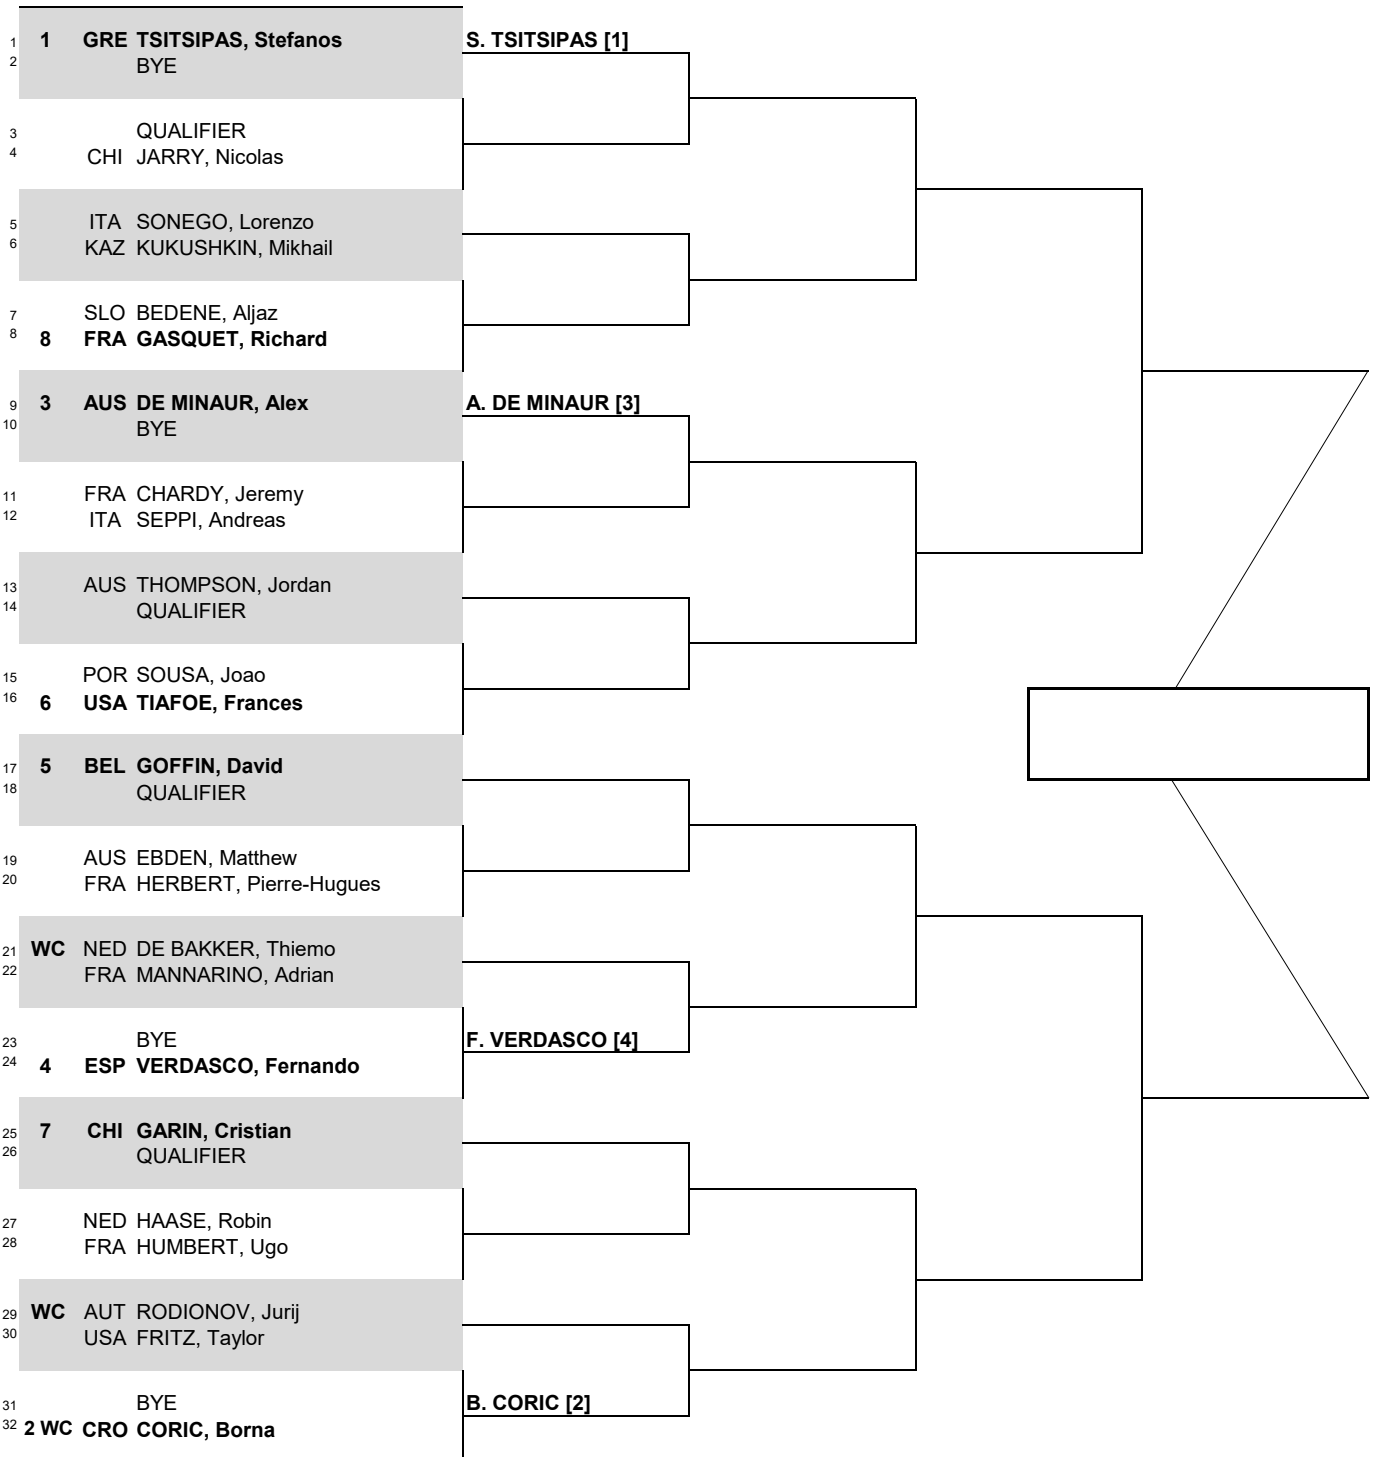 1 1 GRE TSITSIPAS, Stefanos S. TSITSIPAS [1]
2 BYE
3 QUALIFIER
4 CHI JARRY, Nicolas
5 ITA SONEGO, Lorenzo
6 KAZ KUKUSHKIN, Mikhail
7 SLO BEDENE, Aljaz
8 8 FRA GASQUET, Richard
9 3 AUS DE MINAUR, Alex A. DE MINAUR [3]
10 BYE
11 FRA CHARDY, Jeremy
12 ITA SEPPI, Andreas
13 AUS THOMPSON, Jordan
14 QUALIFIER
15 POR SOUSA, Joao
16 6 USA TIAFOE, Frances
17 5 BEL GOFFIN, David
18 QUALIFIER
19 AUS EBDEN, Matthew
20 FRA HERBERT, Pierre-Hugues
21 WC NED DE BAKKER, Thiemo
22 FRA MANNARINO, Adrian
23 BYE F. VERDASCO [4]
24 4 ESP VERDASCO, Fernando
25 7 CHI GARIN, Cristian
26 QUALIFIER
27 NED HAASE, Robin
28 FRA HUMBERT, Ugo
29 WC AUT RODIONOV, Jurij
30 USA FRITZ, Taylor
31 BYE B. CORIC [2]
32 2 WC CRO CORIC, Borna